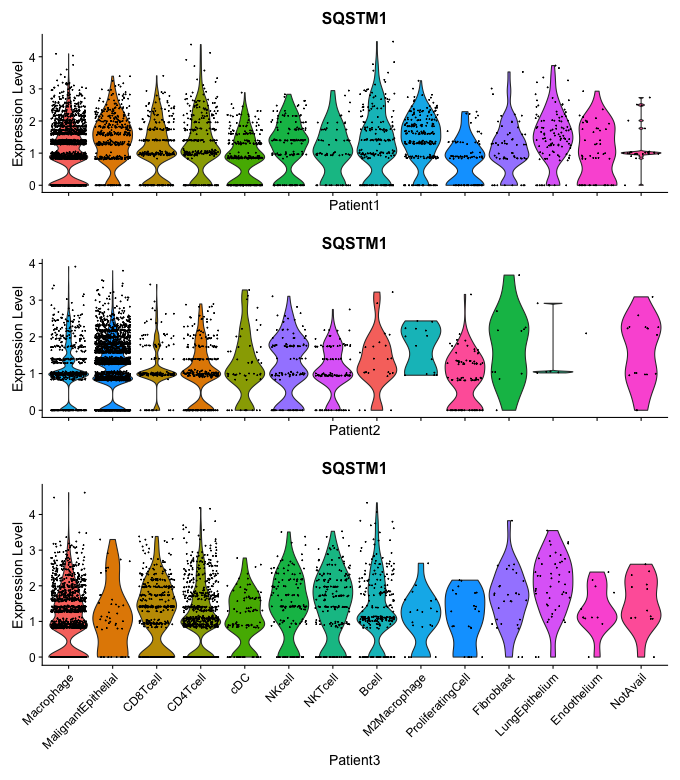 SQSTM1
Expression Level
4
3
2
1
0
Patient1
SQSTM1
Expression Level
4
3
2
1
0
Patient2
SQSTM1
Expression Level
4
3
2
1
0
Macrophage
MalignantEpithelial
CD8Tcell
CD4Tcell
cDC
NKcell
NKTcell
Bcell
M2Macrophage
ProliferatingCell
Fibroblast
LungEpithelium
Endothelium
NotAvail
Patient3